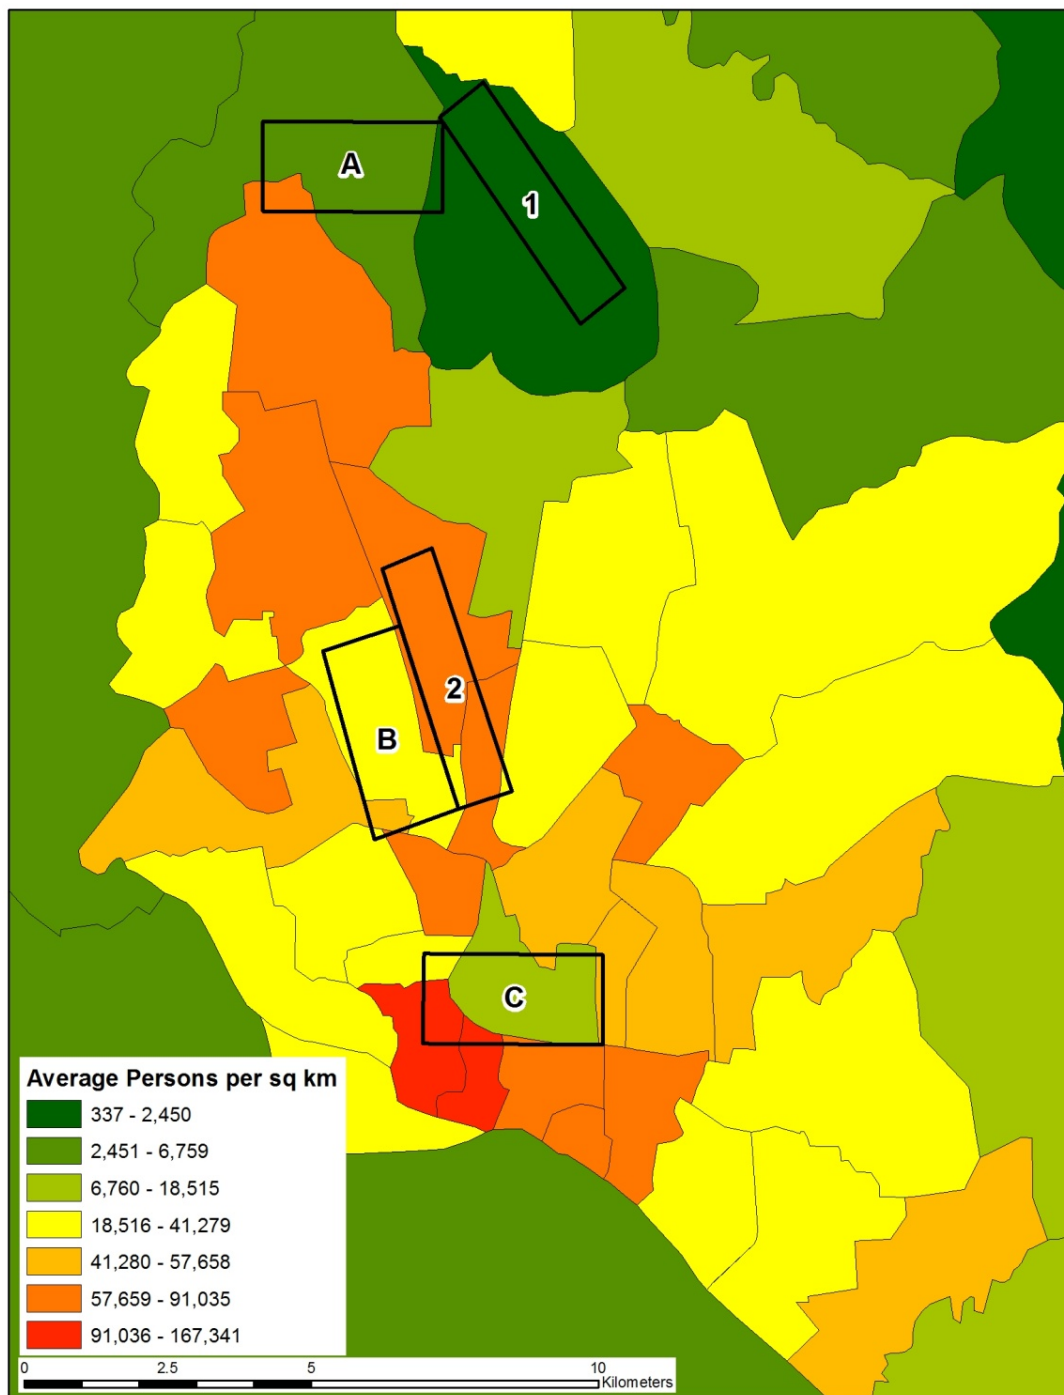 A
1
2
B
C
Average Persons per sq km
337 - 2,450
2,451 - 6,759
6,760 - 18,515
18,516 - 41,279
41,280 - 57,658
57,659 - 91,035
91,036 - 167,341
0 2.5 5 10
Kilometers